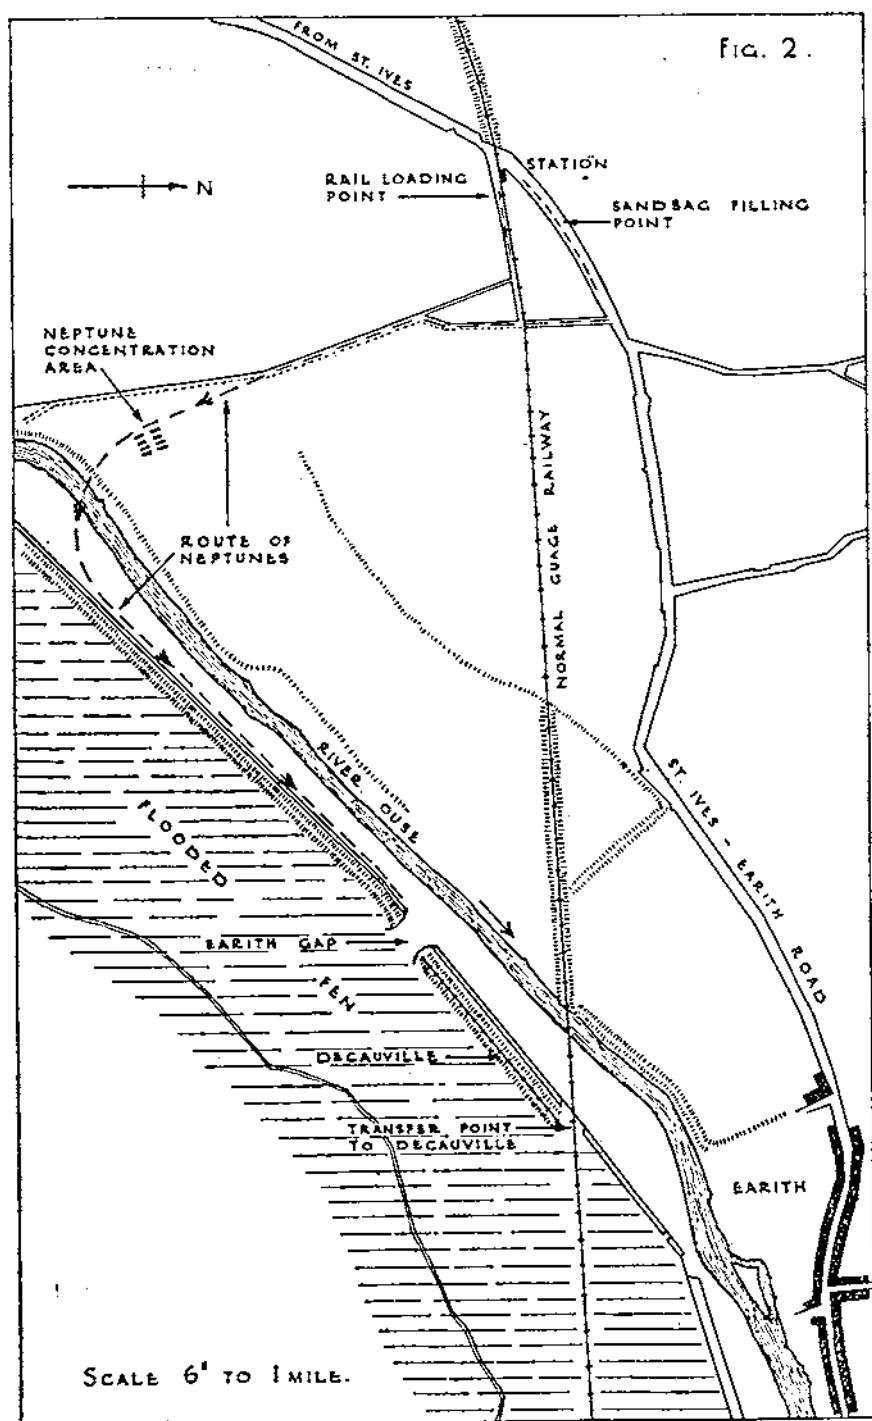 FROM ST. IVES
FIG. 2.
N
STATION
RAIL LOADING
POINT
SANDBAG FILLING
POINT
NEPTUNE
CONCENTRATION
AREA
NORMAL GUAGE RAILWAY
ROUTE OF
NEPTUNES
RIVER OUSE
ST. IVES - EARITH ROAD
FLOODED
FEN
EARITH GAP
DECAUVILLE
TRANSFER POINT
TO DECAUVILLE
EARITH
SCALE 6" TO 1 MILE.